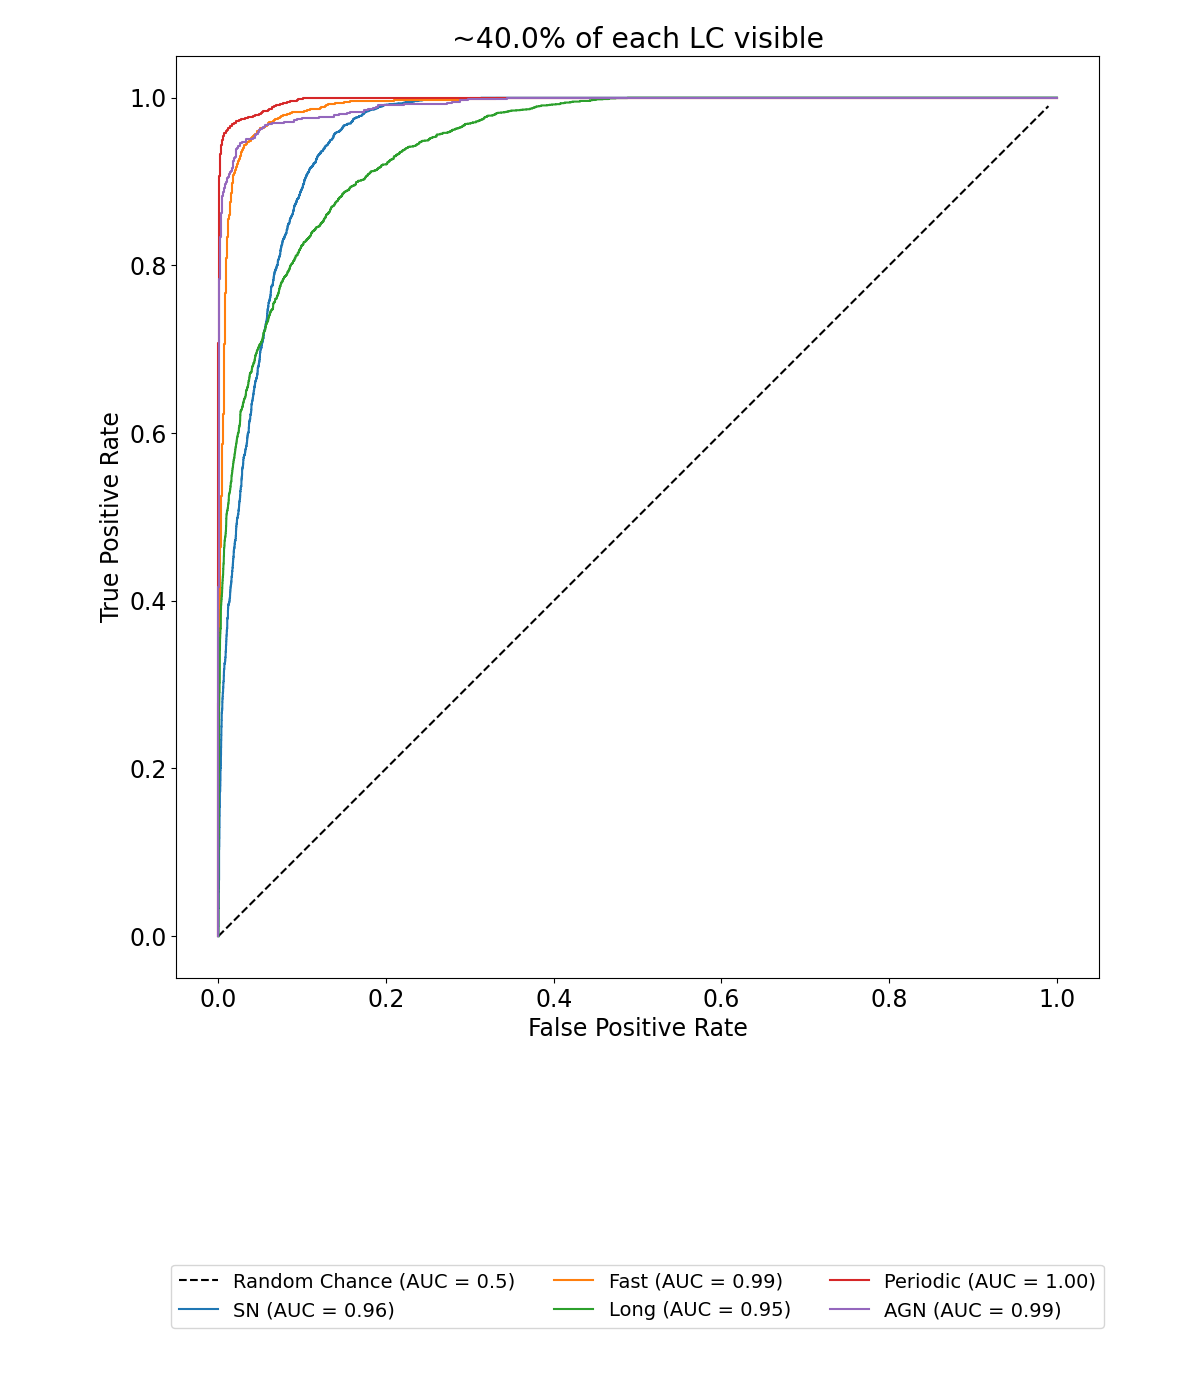 ~40.0% of each LC visible
1.0
0.8
0.6
0.4
0.2
0.0
True Positive Rate
0.0 0.2 0.4 0.6 0.8 1.0
False Positive Rate
Random Chance (AUC = 0.5) Fast (AUC = 0.99) Periodic (AUC = 1.00)
SN (AUC = 0.96) Long (AUC = 0.95) AGN (AUC = 0.99)